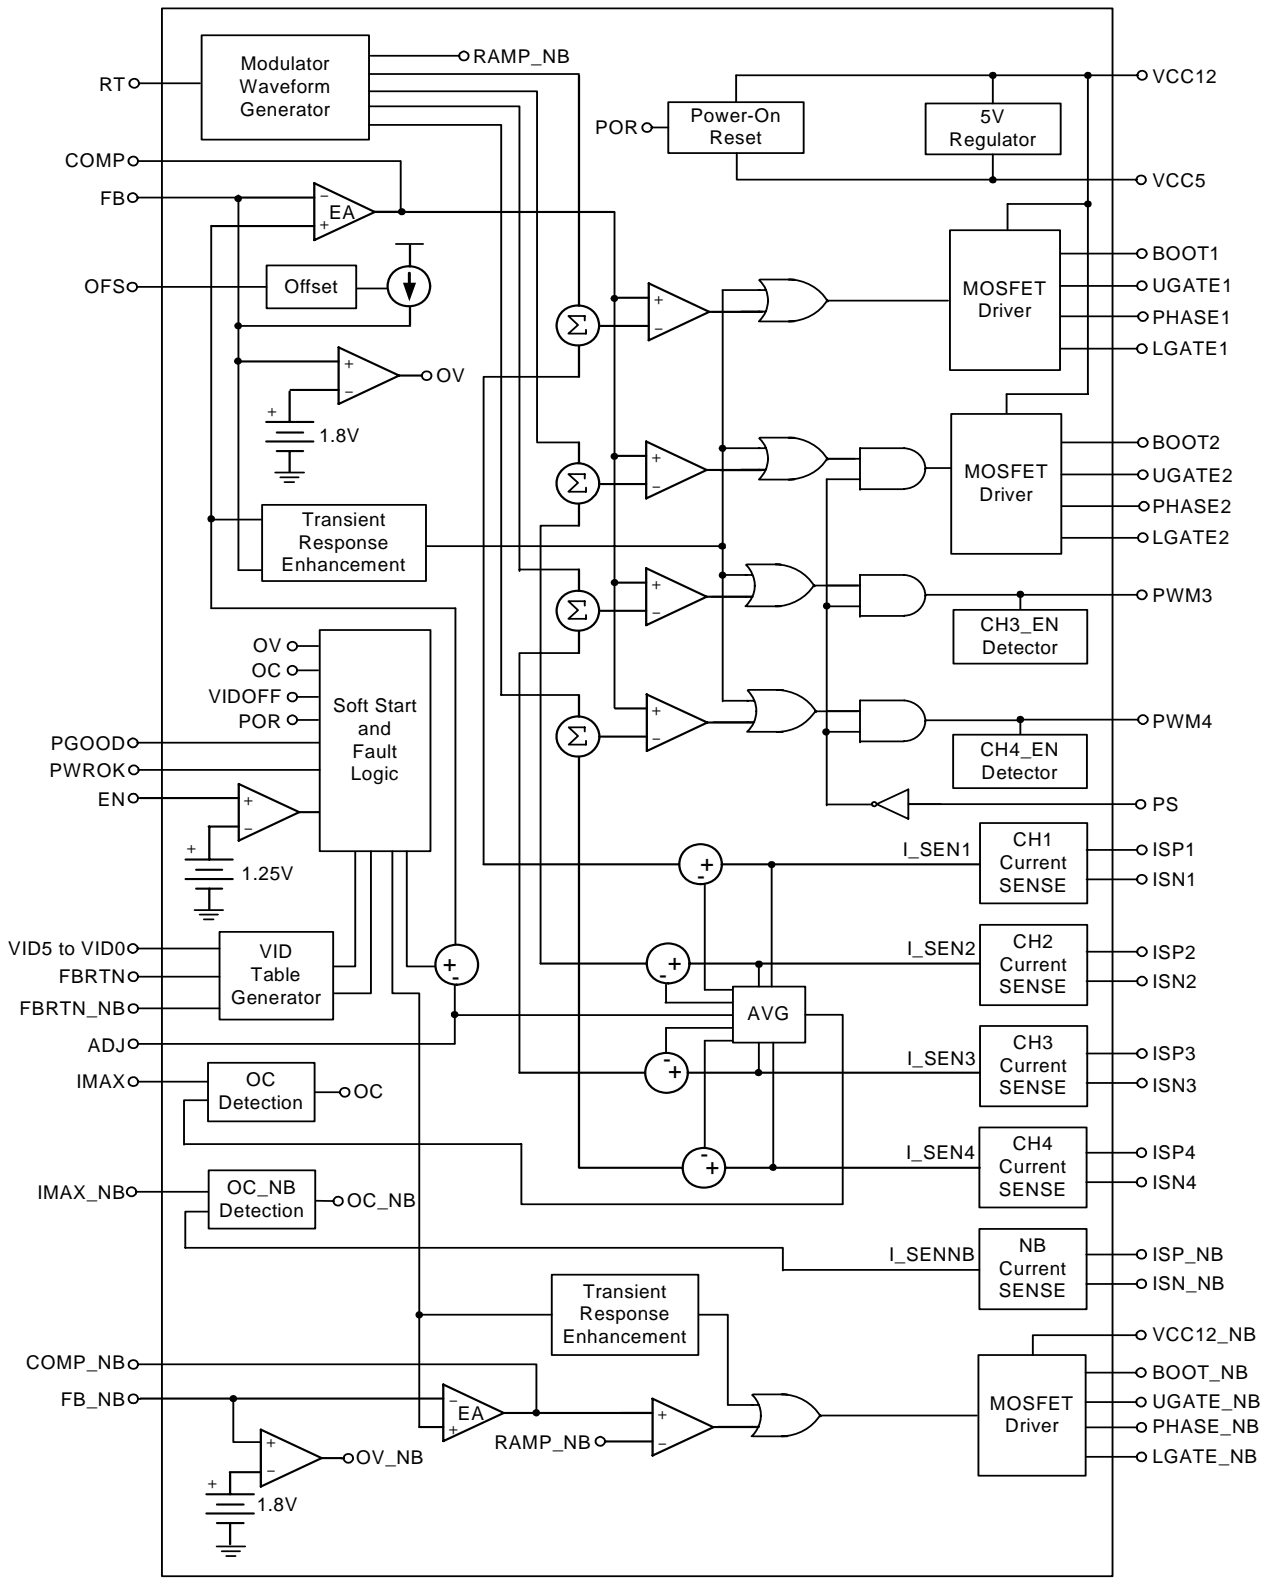 Modulator
Waveform
Generator
RAMP_NB
RT
VCC12
Power-On
Reset
POR
5V
Regulator
VCC5
COMP
FB
−
EA
+
OFS
Offset
MOSFET
Driver
BOOT1
UGATE1
PHASE1
LGATE1
Σ
+
−
+
−
OV
+
1.8V
MOSFET
Driver
BOOT2
UGATE2
PHASE2
LGATE2
Σ
+
−
Transient
Response
Enhancement
Σ
+
−
PWM3
CH3_EN
Detector
OV
OC
VIDOFF
POR
PGOOD
PWROK
Soft Start
and
Fault
Logic
Σ
+
−
PWM4
CH4_EN
Detector
EN
+
−
+
1.25V
PS
I_SEN1
CH1
Current
SENSE
ISP1
ISN1
+
-
VID5 to VID0
FBRTN
FBRTN_NB
VID
Table
Generator
+
-
+
-
I_SEN2
CH2
Current
SENSE
ISP2
ISN2
AVG
ADJ
IMAX
OC
Detection
OC
-
+
I_SEN3
CH3
Current
SENSE
ISP3
ISN3
-
+
I_SEN4
CH4
Current
SENSE
ISP4
ISN4
IMAX_NB
OC_NB
Detection
OC_NB
I_SENNB
NB
Current
SENSE
ISP_NB
ISN_NB
Transient
Response
Enhancement
VCC12_NB
COMP_NB
FB_NB
−
EA
+
RAMP_NB
+
−
MOSFET
Driver
BOOT_NB
UGATE_NB
PHASE_NB
LGATE_NB
+
−
OV_NB
+
1.8V